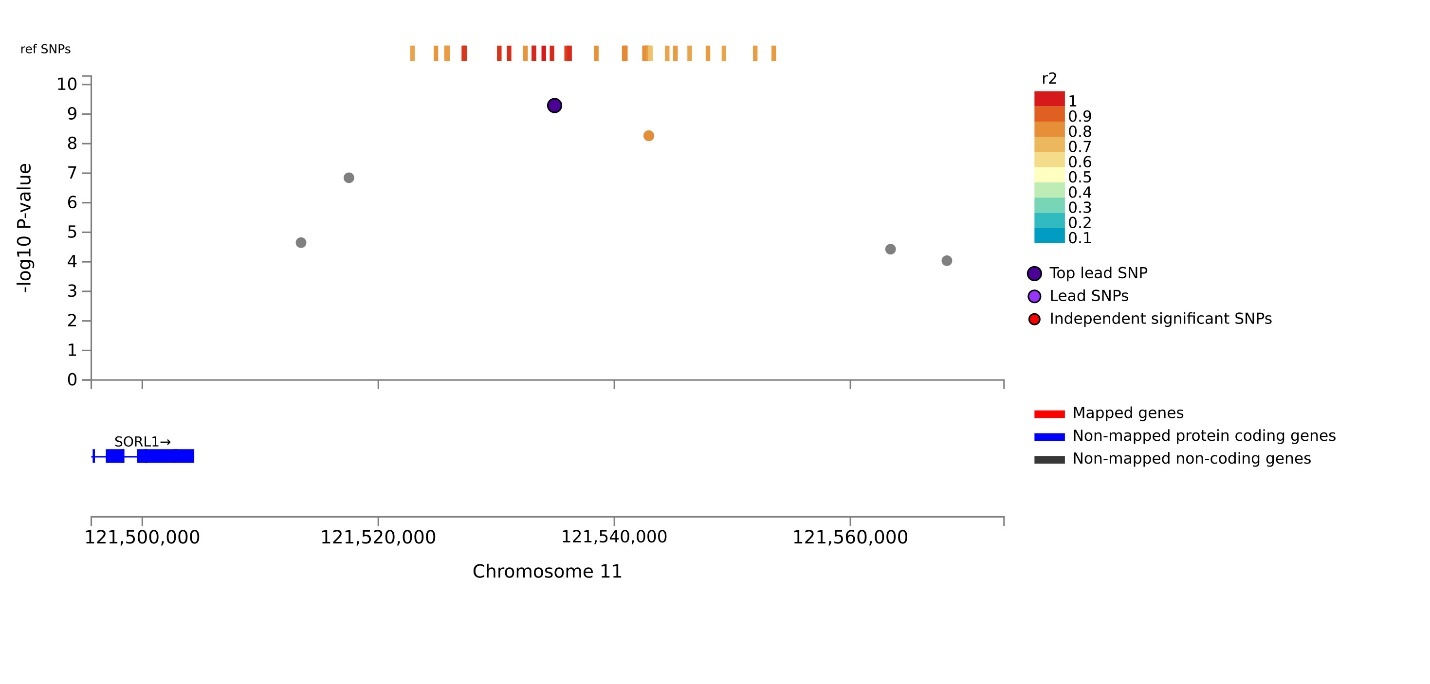 ref SNPs
10
9
8
7
6
5
4
3
2
1
0
-log10 P-value
r2
1
0.9
0.8
0.7
0.6
0.5
0.4
0.3
0.2
0.1
Top lead SNP
Lead SNPs
Independent significant SNPs
Mapped genes
Non-mapped protein coding genes
Non-mapped non-coding genes
SORL1→
121,500,000 121,520,000 121,540,000 121,560,000
Chromosome 11